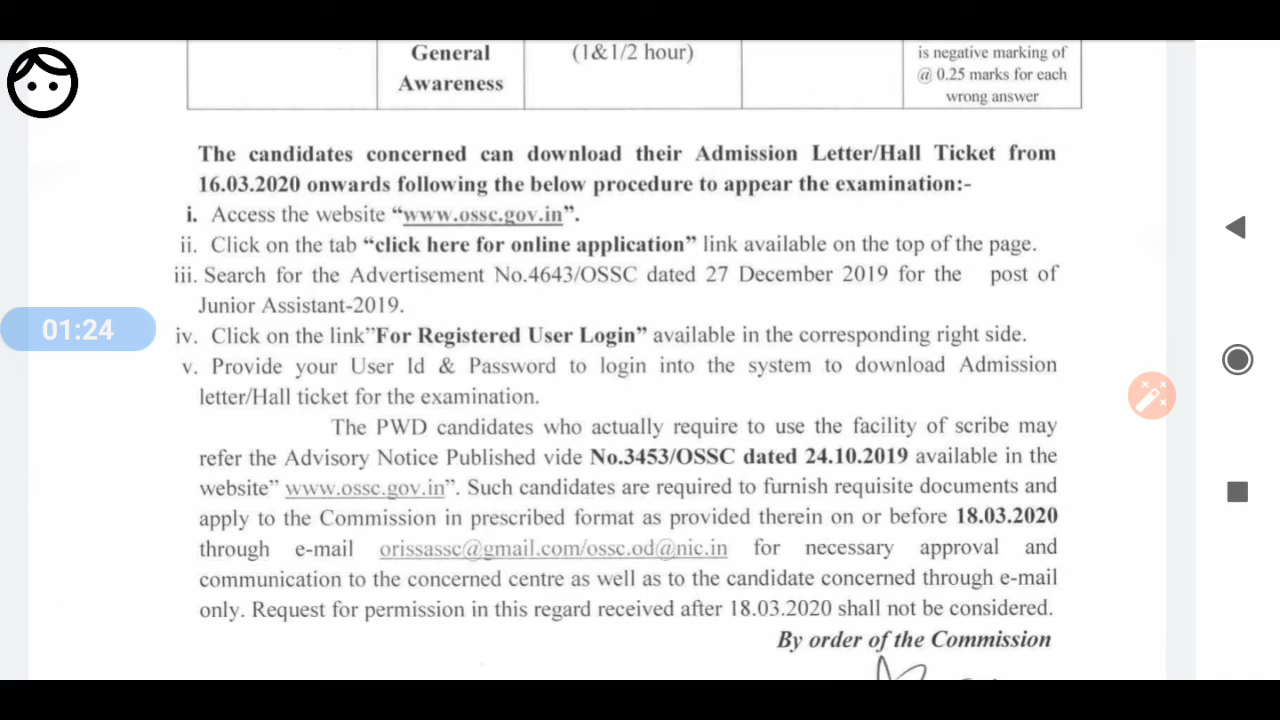 General
Awareness
(1&1/2 hour)
is negative marking of
@ 0.25 marks for each
wrong answer
The candidates concerned can download their Admission Letter/Hall Ticket from
16.03.2020 onwards following the below procedure to appear the examination:-
i. Access the website “www.ossc.gov.in”.
ii. Click on the tab “click here for online application” link available on the top of the page.
iii. Search for the Advertisement No.4643/OSSC dated 27 December 2019 for the post of
Junior Assistant-2019.
01:24
iv. Click on the link”For Registered User Login” available in the corresponding right side.
v. Provide your User Id & Password to login into the system to download Admission
letter/Hall ticket for the examination.
The PWD candidates who actually require to use the facility of scribe may
refer the Advisory Notice Published vide No.3453/OSSC dated 24.10.2019 available in the
website” www.ossc.gov.in”. Such candidates are required to furnish requisite documents and
apply to the Commission in prescribed format as provided therein on or before 18.03.2020
through e-mail orissassc@gmail.com/ossc.od@nic.in for necessary approval and
communication to the concerned centre as well as to the candidate concerned through e-mail
only. Request for permission in this regard received after 18.03.2020 shall not be considered.
By order of the Commission